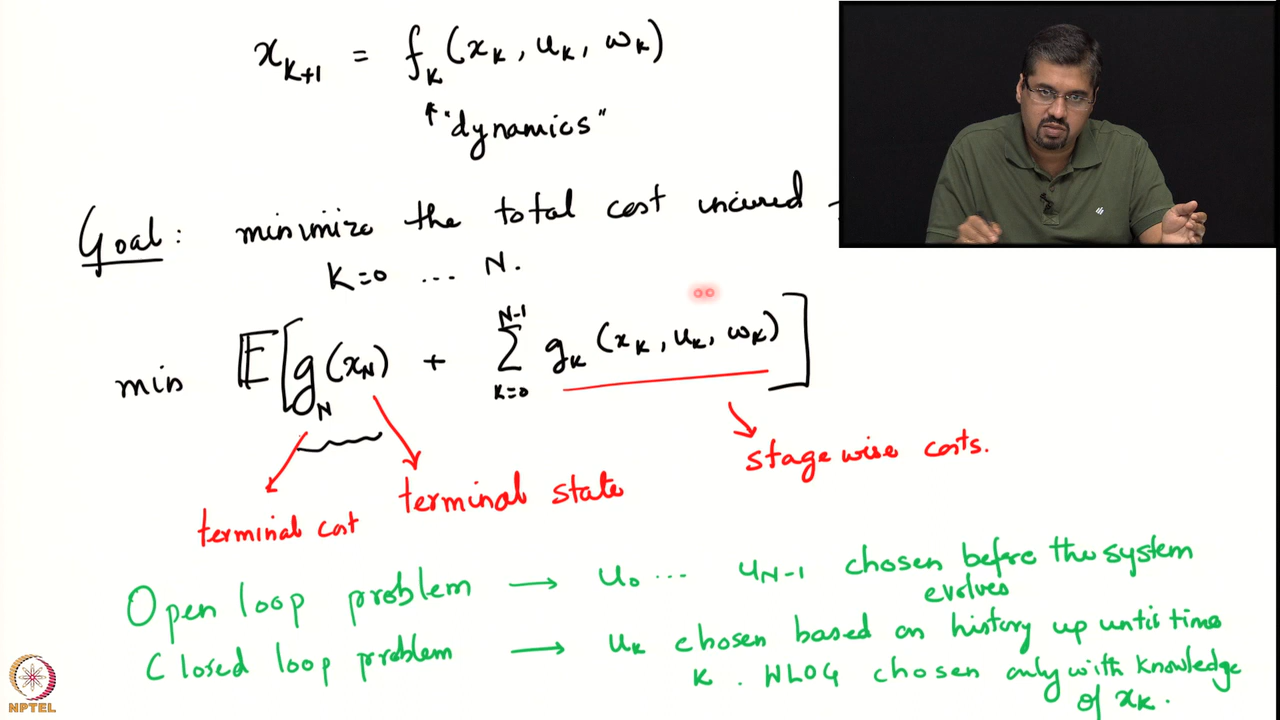 x_{k+1} = f_k (x_k, u_k, w_k)
"dynamics"
Goal: minimize the total cost incured
k=0 ... N.
min E[g_N(x_N) + \sum_{k=0}^{N-1} g_k (x_k, u_k, w_k)]
stage wise costs.
terminal state
terminal cost
Open loop problem → u_0 ... u_{N-1} chosen before the system
evolves
Closed loop problem → u_k chosen based on history up until time
k. WLOG chosen only with knowledge
of x_k.
NPTEL